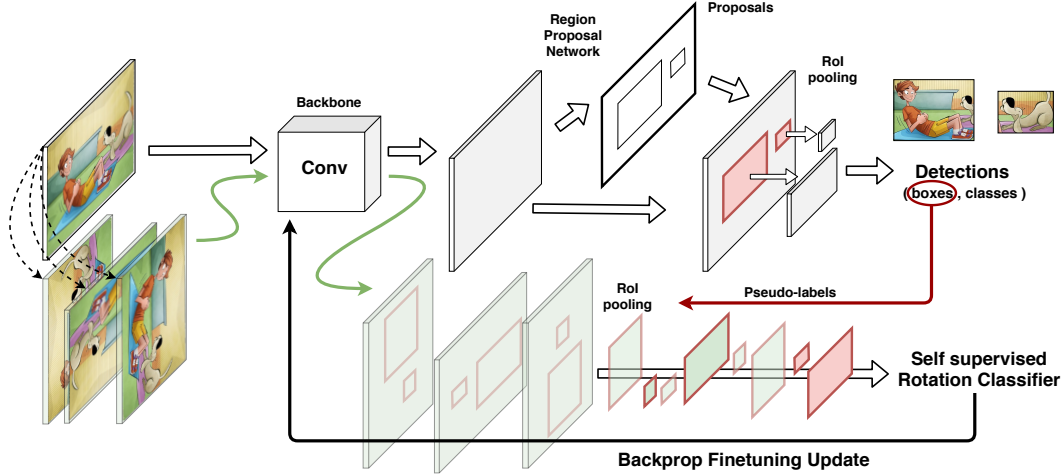 Proposals
Region
Proposal
Network
RoI
pooling
Backbone
Conv
Detections
( boxes , classes )
RoI
pooling
Pseudo-labels
Self supervised
Rotation Classifier
Backprop Finetuning Update